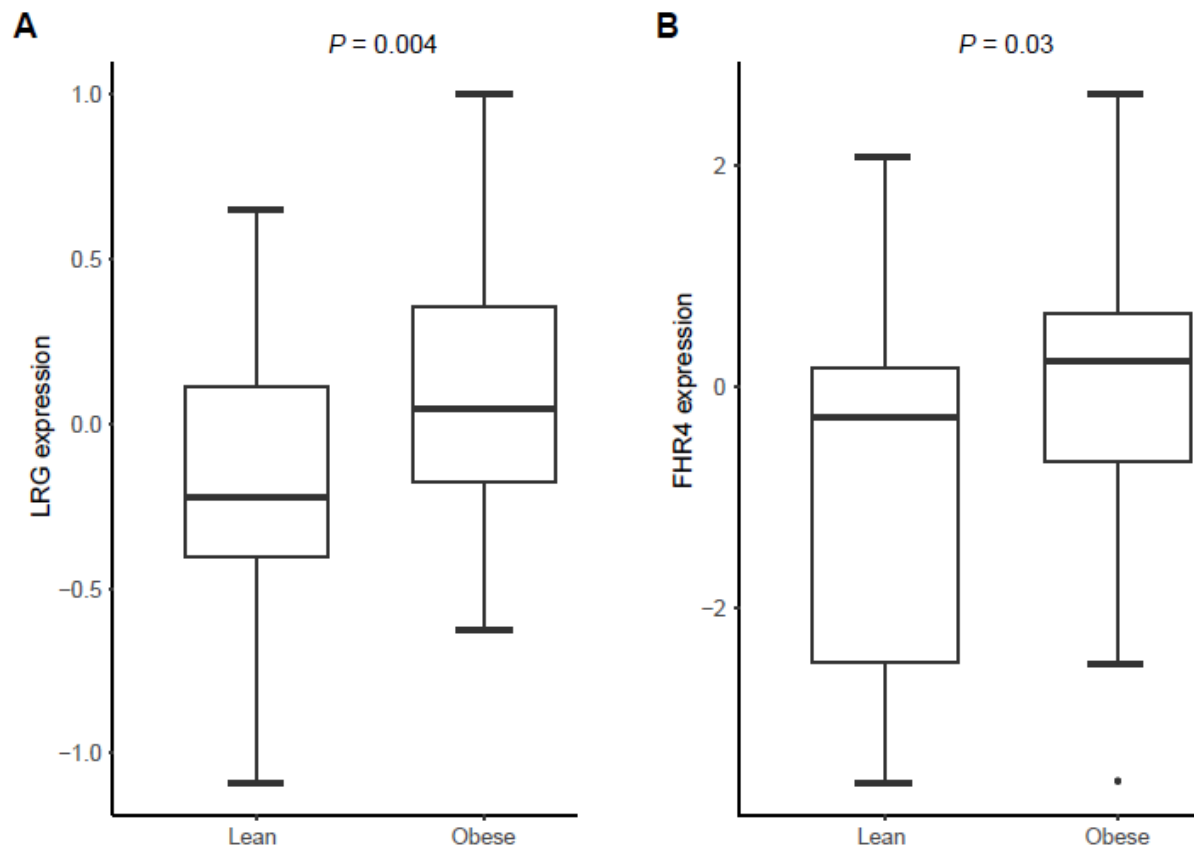 A
P = 0.004
LRG expression
1.0
0.5
0.0
−0.5
−1.0
Lean
Obese
B
P = 0.03
FHR4 expression
2
0
−2
Lean
Obese